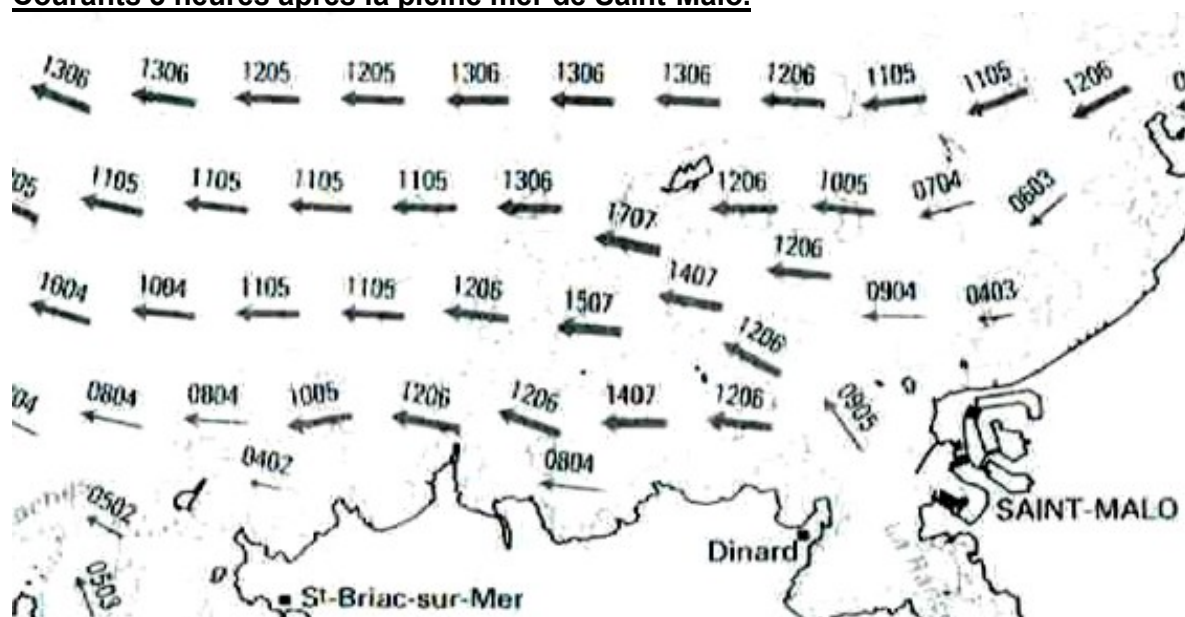 Courants heures après la pleine mer de Saint-Malo:
1306 1306 1205 1205 1306 1306 1306 1206 1105 1105 1206
1105 1105 1105 1105 1306 1206 1005 0704 0603
1707 1206
1004 1004 1105 1105 1206 1507 1407 0904 0403
1206
0804 0804 1005 1206 1206 1407 1206 0905
0402 0804
0502 d
SAINT-MALO
Dinard
0503
St-Briac-sur-Mer